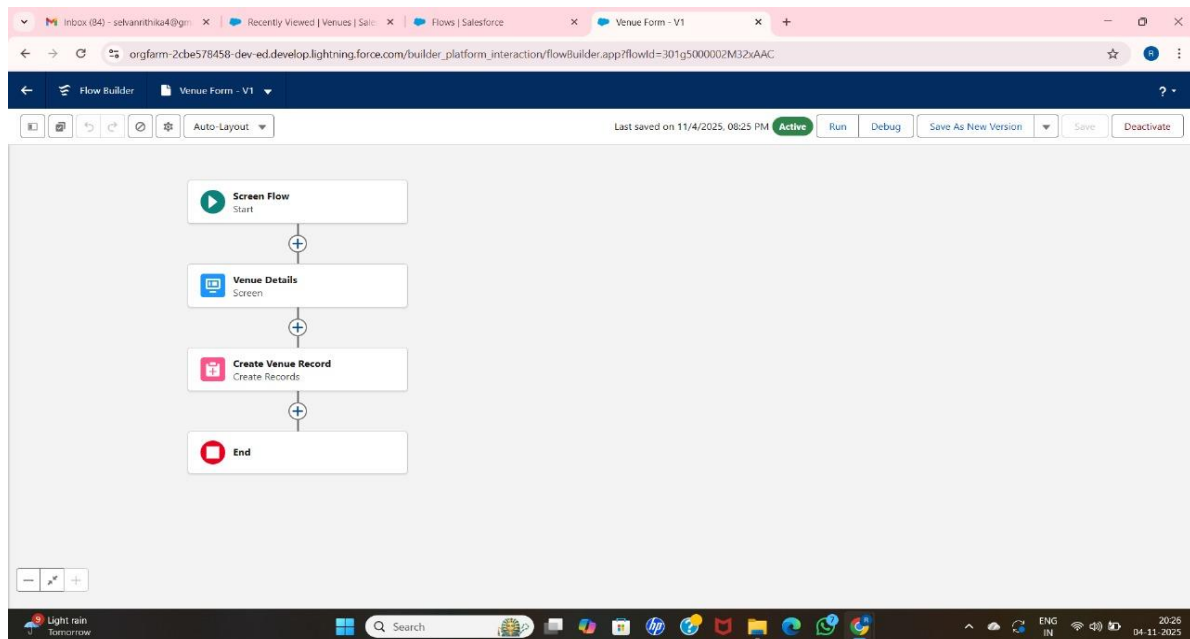 Inbox (84) - selvanrithika4@gm
Recently Viewed | Venues | Sale
Flows | Salesforce
Venue Form - V1
orgfarm-2cbe578458-dev-ed.develop.lightning.force.com/builder_platform_interaction/flowBuilder.app?flowId=301g5000002M32xAAC
R
Flow Builder
Venue Form - V1
?
Auto-Layout
Last saved on 11/4/2025, 08:25 PM
Active
Run
Debug
Save As New Version
Save
Deactivate
Screen Flow
Start
Venue Details
Screen
Create Venue Record
Create Records
End
9
Light rain
Tomorrow
Search
ENG
IN
20:26
04-11-2025